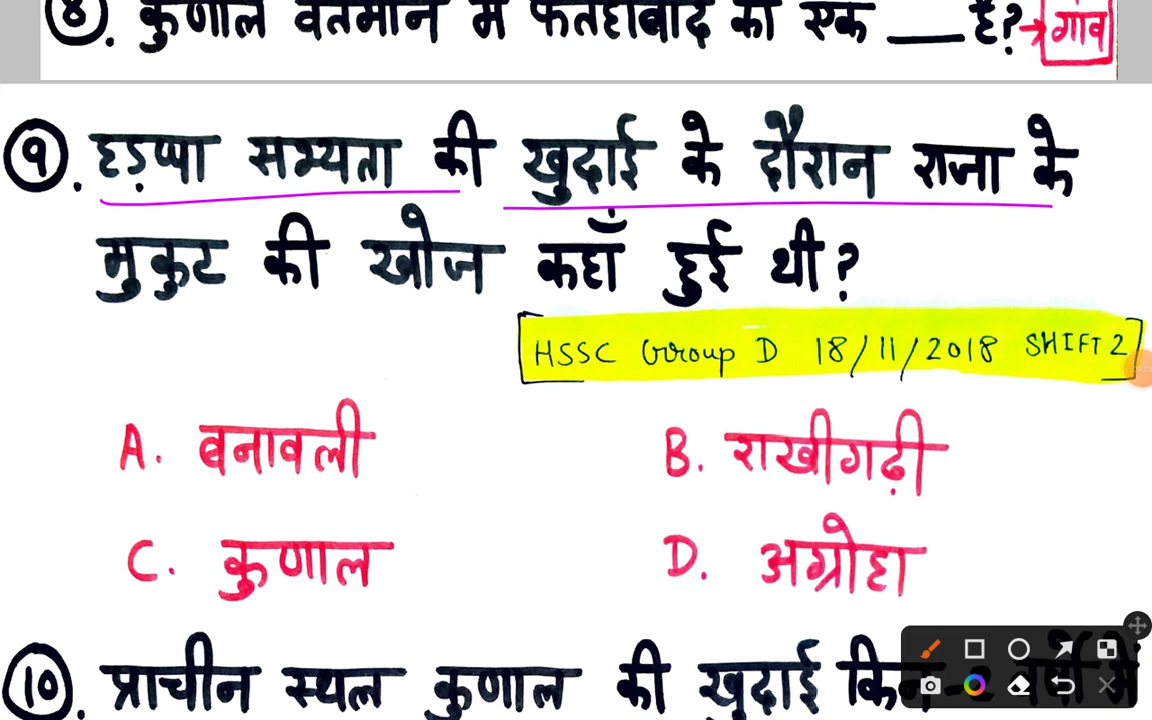 8. कुणाल वर्तमान में फतेहाबाद का एक ___ है? → गांव
9. हड़प्पा सभ्यता की खुदाई के दौरान राजा के
मुकुट की खोज कहाँ हुई थी?
[HSSC Group D 18/11/2018 SHIFT 2]
A. बनावली B. राखीगढ़ी
C. कुणाल D. अग्रोहा
10. प्राचीन स्थल कुणाल की खुदाई